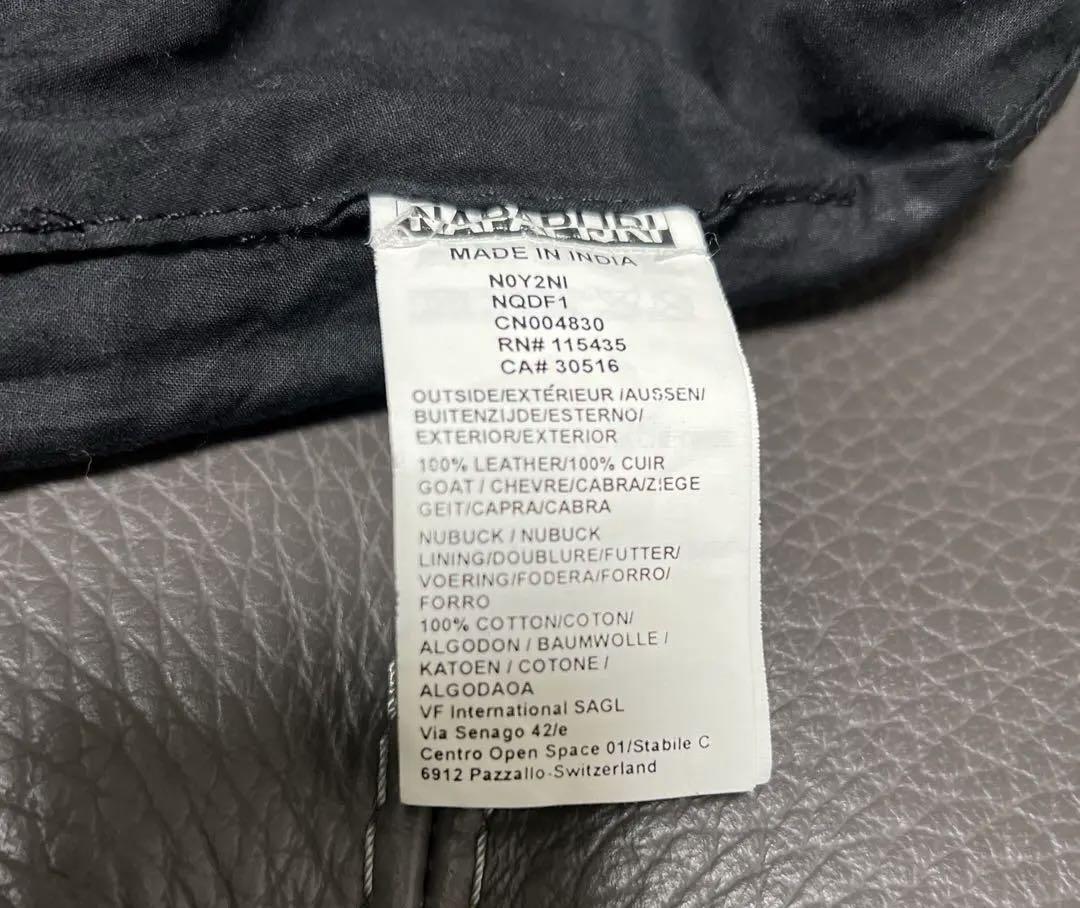 NAPAPIJRI
MADE IN INDIA
N0Y2NI
NQDF1
CN004830
RN# 115435
CA# 30516
OUTSIDE/EXTÉRIEUR /AUSSEN/
BUITENZIJDE/ESTERNO/
EXTERIOR/EXTERIOR
100% LEATHER/100% CUIR
GOAT / CHEVRE/CABRA/ZIEGE
GEIT/CAPRA/CABRA
NUBUCK / NUBUCK
LINING/DOUBLURE/FUTTER/
VOERING/FODERA/FORRO/
FORRO
100% COTTON/COTON/
ALGODON / BAUMWOLLE /
KATOEN / COTONE /
ALGODAOA
VF International SAGL
Via Senago 42/e
Centro Open Space 01/Stabile C
6912 Pazzallo-Switzerland